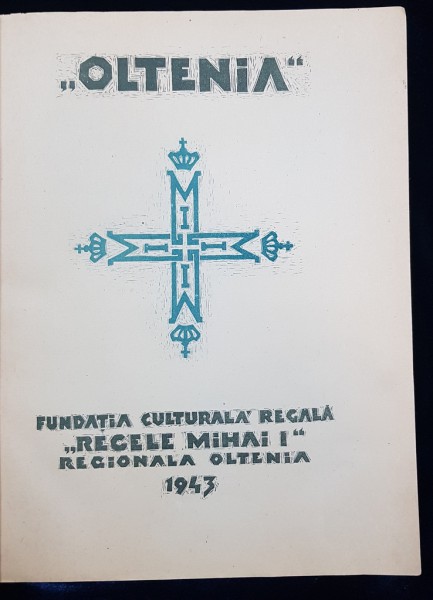 „OLTENiA“
FUNDAȚIA CULTURALĂ REGALĂ
„REGELE MiHAi I“
REGIONALA OLTENiA
1943